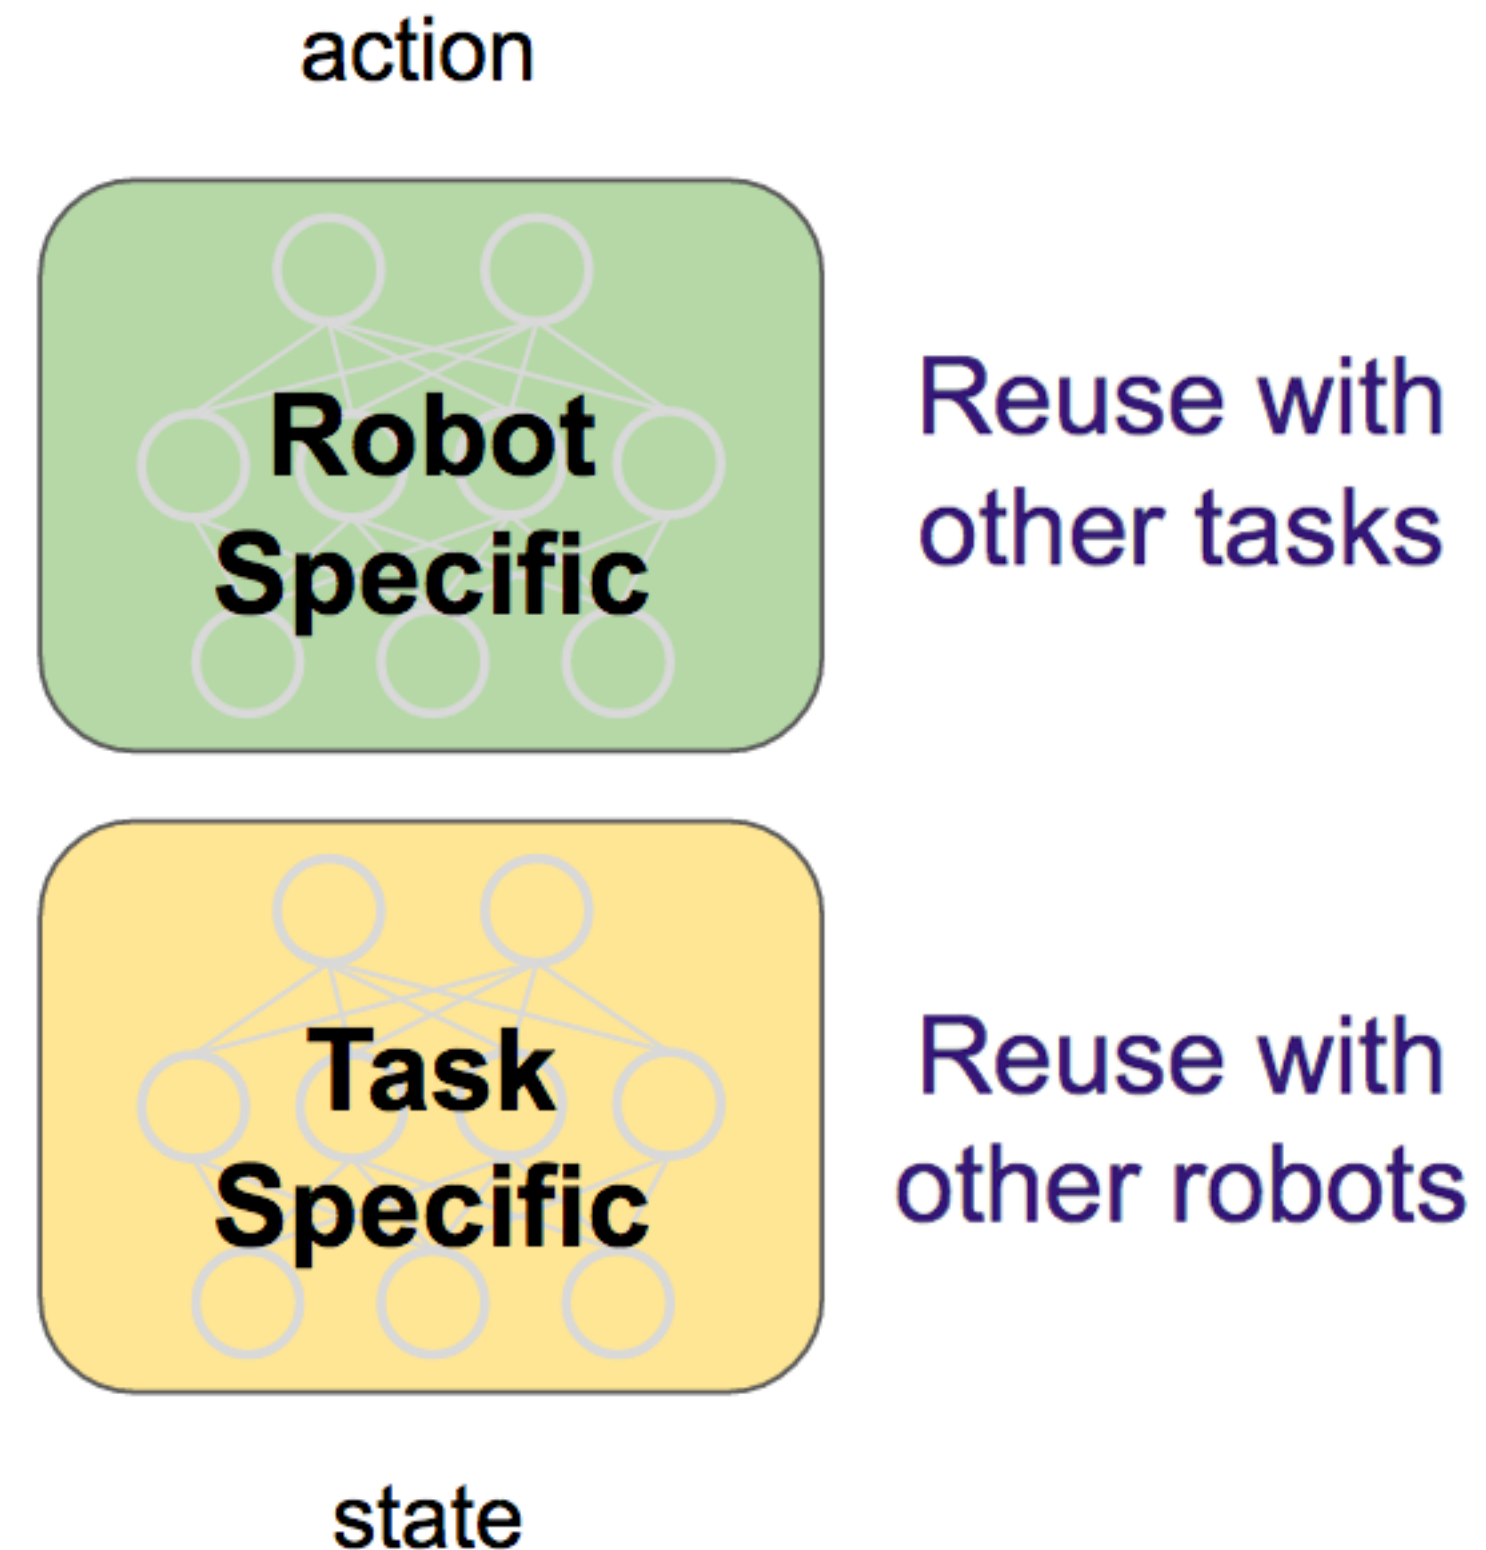 action
Robot
Specific
Reuse with
other tasks
Task
Specific
Reuse with
other robots
state